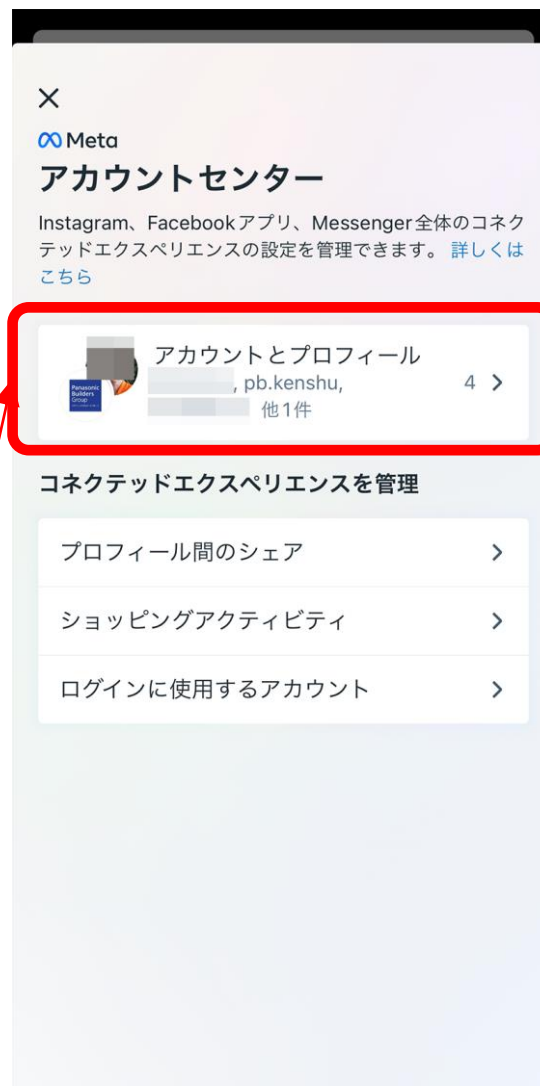 Meta
アカウントセンター
Instagram、Facebookアプリ、Messenger全体のコネク
テッドエクスペリエンスの設定を管理できます。 詳しくは
こちら
アカウントとプロフィール
, pb.kenshu,
4
他1件
Panasonic
Builders
Group
コネクテッドエクスペリエンスを管理
プロフィール間のシェア
ショッピングアクティビティ
ログインに使用するアカウント